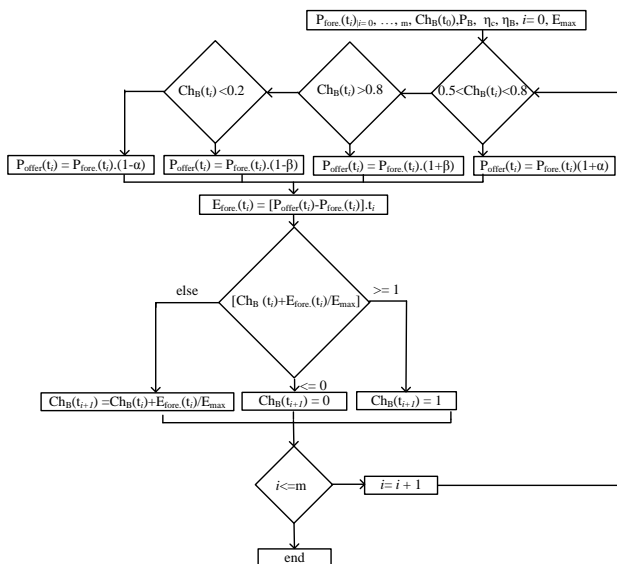 P_fore.(t_i)|_i=0, …, m, Ch_B(t_0),P_B, η_c, η_B, i=0, E_max
Ch_B(t_i) <0.2
Ch_B(t_i) >0.8
0.5<Ch_B(t_i)<0.8
P_offer(t_i) = P_fore.(t_i).(1-α)
P_offer(t_i) = P_fore.(t_i).(1-β)
P_offer(t_i) = P_fore.(t_i).(1+β)
P_offer(t_i) = P_fore.(t_i)(1+α)
E_fore.(t_i) = [P_offer(t_i)-P_fore.(t_i)].t_i
else
[Ch_B (t_i)+E_fore.(t_i)/E_max]
>= 1
<= 0
Ch_B(t_i+1) =Ch_B(t_i)+E_fore.(t_i)/E_max
Ch_B(t_i+1) = 0
Ch_B(t_i+1) = 1
i<=m
i= i + 1
end